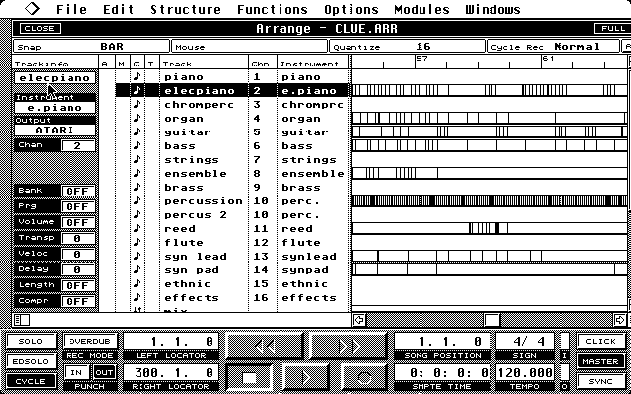 File Edit Structure Functions Options Modules Windows
CLOSE Arrange - CLUE.ARR FULL
Snap BAR Mouse Quantize 16 Cycle Rec Normal
Trackinfo A M C T Track Chn Instrument 57 61
elecpiano piano 1 piano
elecpiano 2 e.piano
Instrument
e.piano chromperc 3 chromprc
Output organ 4 organ
ATARI guitar 5 guitar
Chan 2 bass 6 bass
strings 7 strings
ensemble 8 ensemble
Bank OFF brass 9 brass
Prg OFF percussion 10 perc.
Volume OFF percus 2 10 perc.
reed 11 reed
Transp 0 flute 12 flute
Veloc 0 syn lead 13 synlead
Delay 0 syn pad 14 synpad
Length OFF ethnic 15 ethnic
Compr OFF effects 16 effects
SOLO OVERDUB 1. 1. 0 << >> 1. 1. 0 4/ 4 CLICK
REC MODE LEFT LOCATOR SONG POSITION SIGN I
EDSOLO MASTER
CYCLE IN OUT 300. 1. 0 > 0: 0: 0: 0 120.000 SYNC
PUNCH RIGHT LOCATOR SMPTE TIME TEMPO O